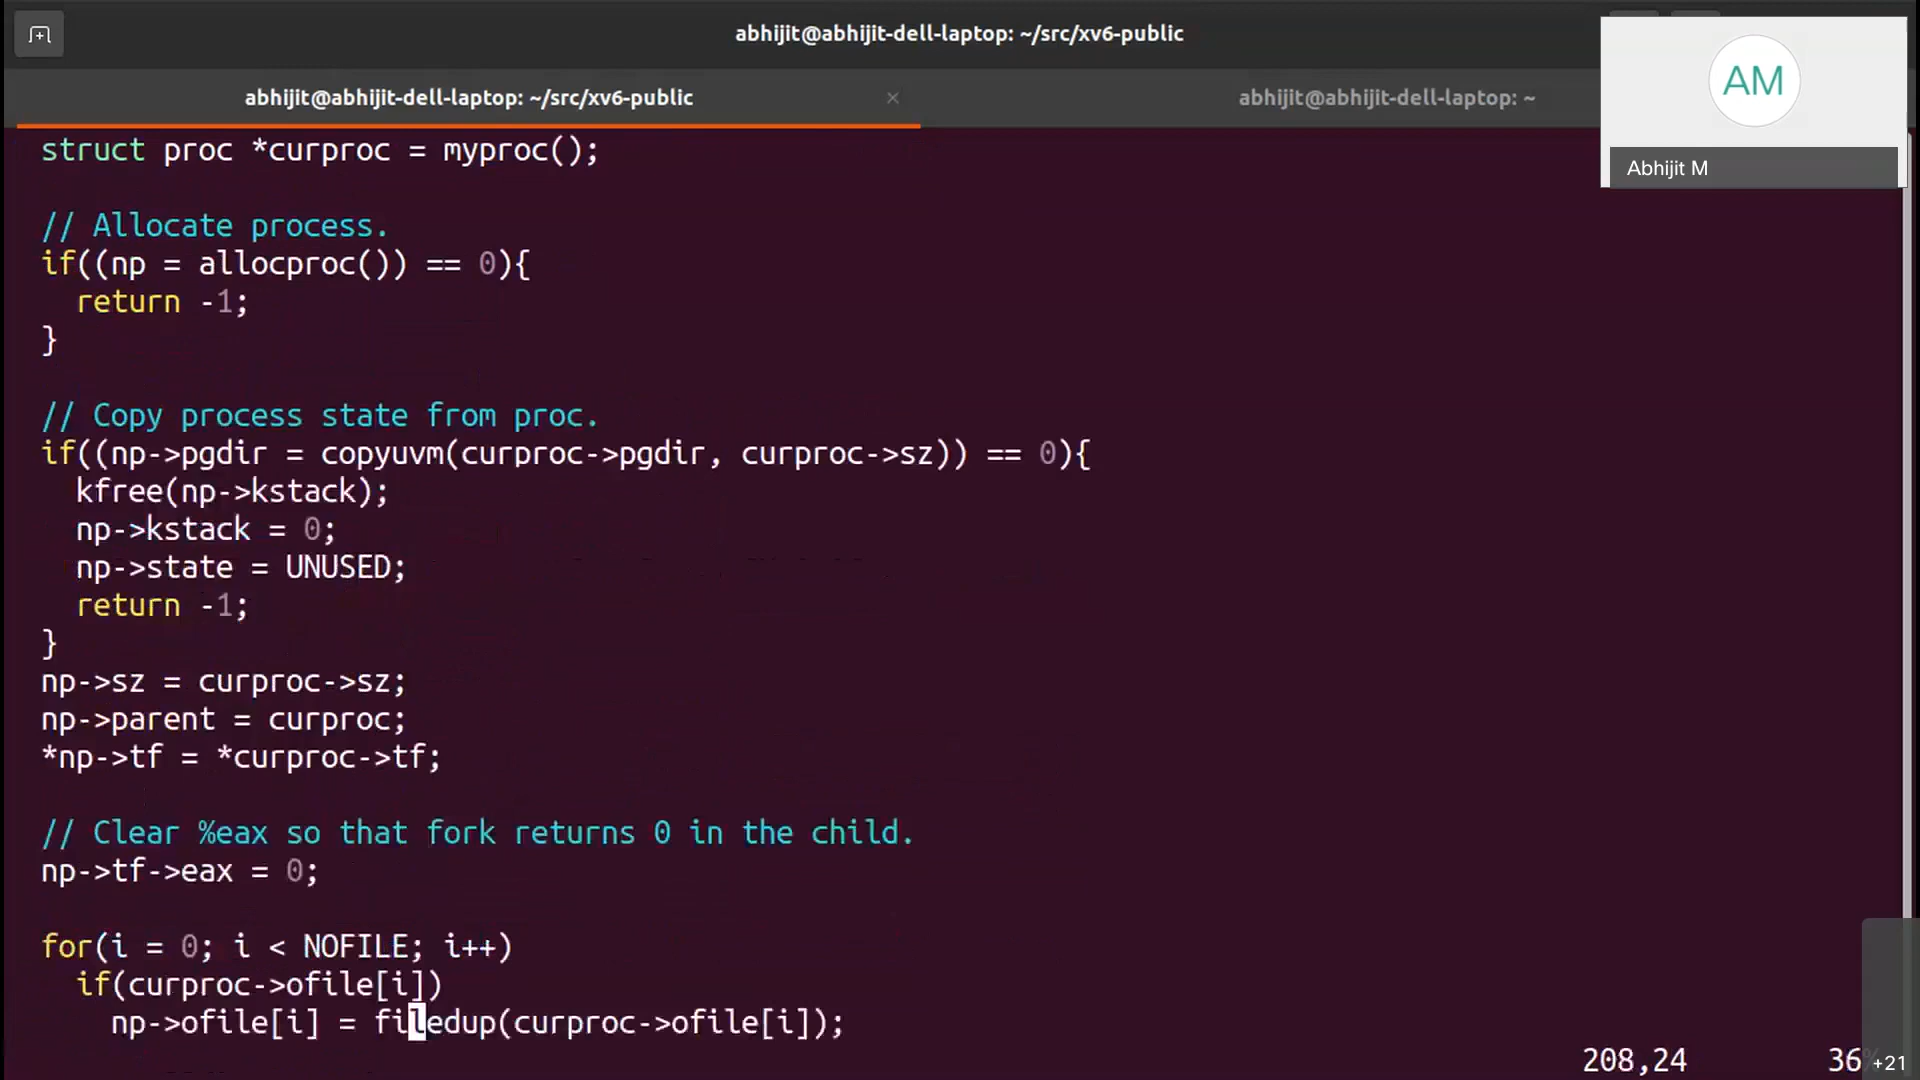 abhijit@abhijit-dell-laptop: ~/src/xv6-public
abhijit@abhijit-dell-laptop: ~/src/xv6-public
abhijit@abhijit-dell-laptop: ~
AM
Abhijit M
struct proc *curproc = myproc();
// Allocate process.
if((np = allocproc()) == 0){
return -1;
}
// Copy process state from proc.
if((np->pgdir = copyuvm(curproc->pgdir, curproc->sz)) == 0){
kfree(np->kstack);
np->kstack = 0;
np->state = UNUSED;
return -1;
}
np->sz = curproc->sz;
np->parent = curproc;
*np->tf = *curproc->tf;
// Clear %eax so that fork returns 0 in the child.
np->tf->eax = 0;
for(i = 0; i < NOFILE; i++)
if(curproc->ofile[i])
np->ofile[i] = filedup(curproc->ofile[i]);
208,24
36%
+21